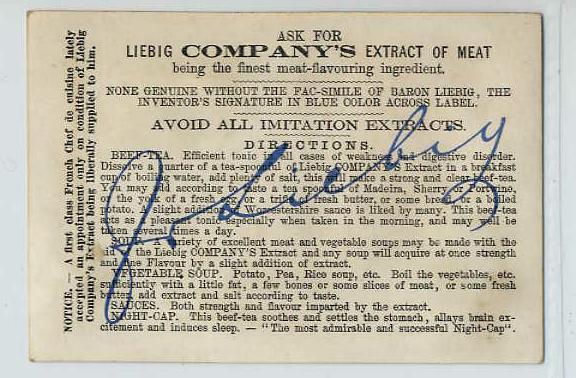 ASK FOR
LIEBIG COMPANY'S EXTRACT OF MEAT
being the finest meat-flavouring ingredient.
NONE GENUINE WITHOUT THE FAC-SIMILE OF BARON LIEBIG, THE
INVENTOR'S SIGNATURE IN BLUE COLOR ACROSS LABEL.
AVOID ALL IMITATION EXTRACTS.
DIRECTIONS.
BEEF-TEA. Efficient tonic in all cases of weakness and digestive disorder.
Dissolve a quarter of a tea-spoonful of Liebig COMPANY'S Extract in a breakfast
cup of boiling water, add plenty of salt, this will make a strong and clear beef-tea.
You may add according to taste a tea spoonful of Madeira, Sherry or Portwine,
or the yolk of a fresh egg, or a trifle of fresh butter, or some bread or a boiled
potato. A slight addition of Worcestershire sauce is liked by many. This beef-tea
acts as a pleasant tonic especially when taken in the morning, and may well be
taken several times a day.
SOUP. A variety of excellent meat and vegetable soups may be made with the
aid of the Liebig COMPANY'S Extract and any soup will acquire at once strength
and fine Flavour by a slight addition of extract.
VEGETABLE SOUP. Potato, Pea, Rice soup, etc. Boil the vegetables, etc.
sufficiently with a little fat, a few bones or some slices of meat, or some fresh
butter, add extract and salt according to taste.
SAUCES. Both strength and flavour imparted by the extract.
NIGHT-CAP. This beef-tea soothes and settles the stomach, allays brain ex-
citement and induces sleep. — "The most admirable and successful Night-Cap".
J v Liebig
NOTICE. — A first class French Chef de cuisine lately
accepted an appointment only on condition of Liebig
Company's Extract being liberally supplied to him.